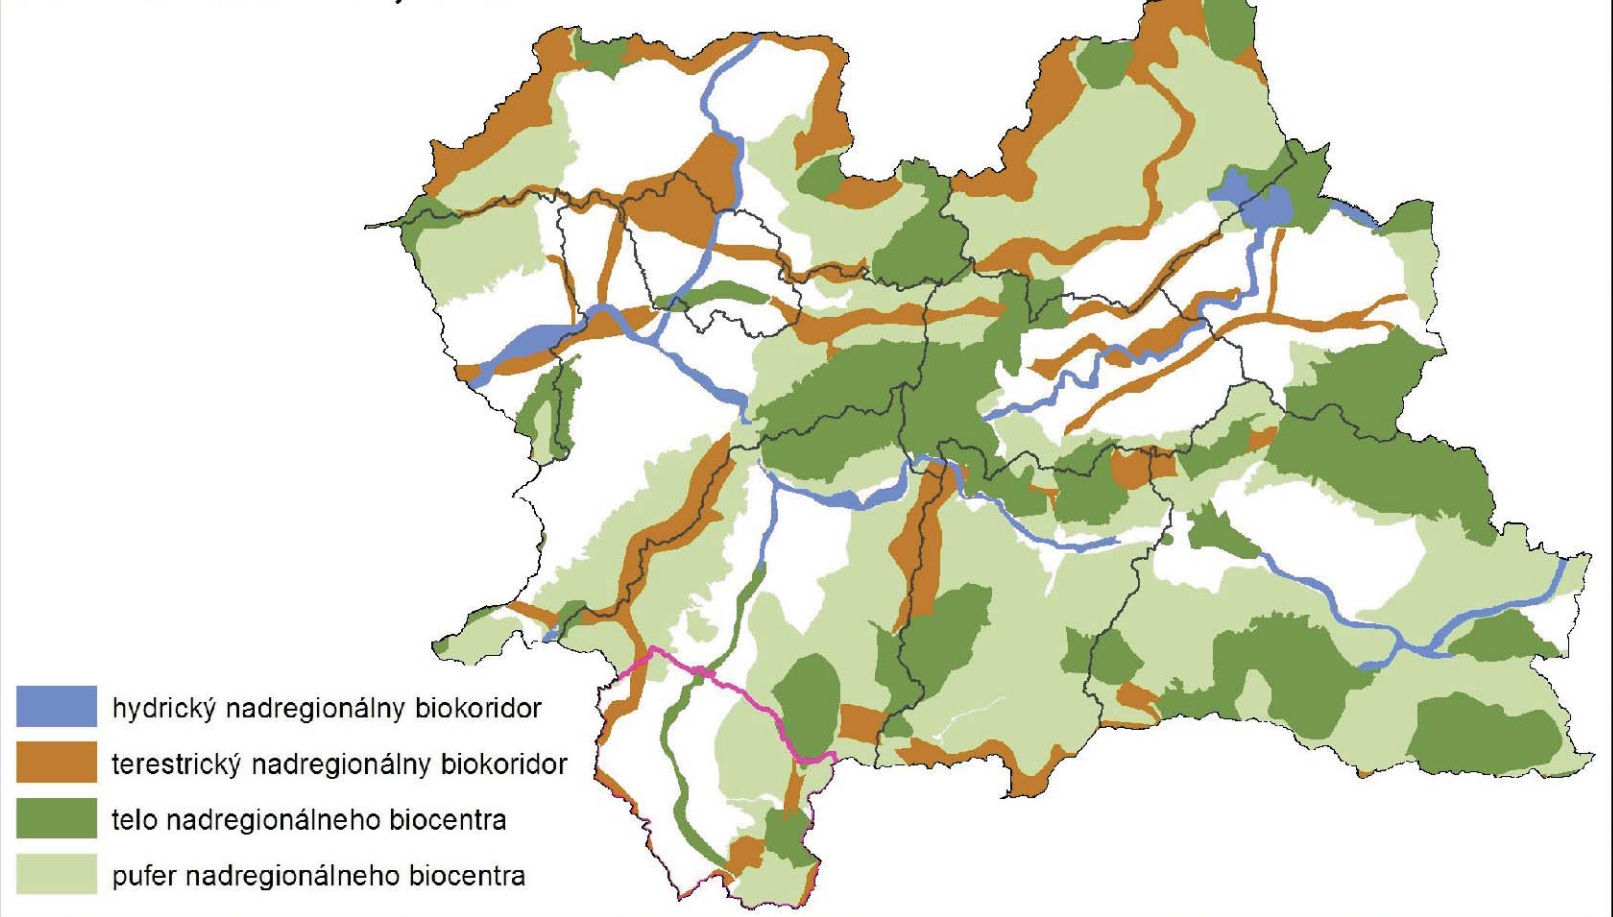 hydrický nadregionálny biokoridor
terestrický nadregionálny biokoridor
telo nadregionálneho biocentra
pufer nadregionálneho biocentra